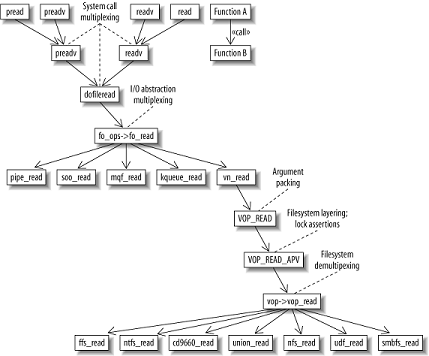 pread
preadv
readv
read
System call
multiplexing
Function A
«call»
Function B
preadv
readv
dofileread
I/O abstraction
multiplexing
fo_ops->fo_read
pipe_read
soo_read
mqf_read
kqueue_read
vn_read
Argument
packing
VOP_READ
Filesystem layering;
lock assertions
VOP_READ_APV
Filesystem
demultipexing
vop->vop_read
ffs_read
ntfs_read
cd9660_read
union_read
nfs_read
udf_read
smbfs_read